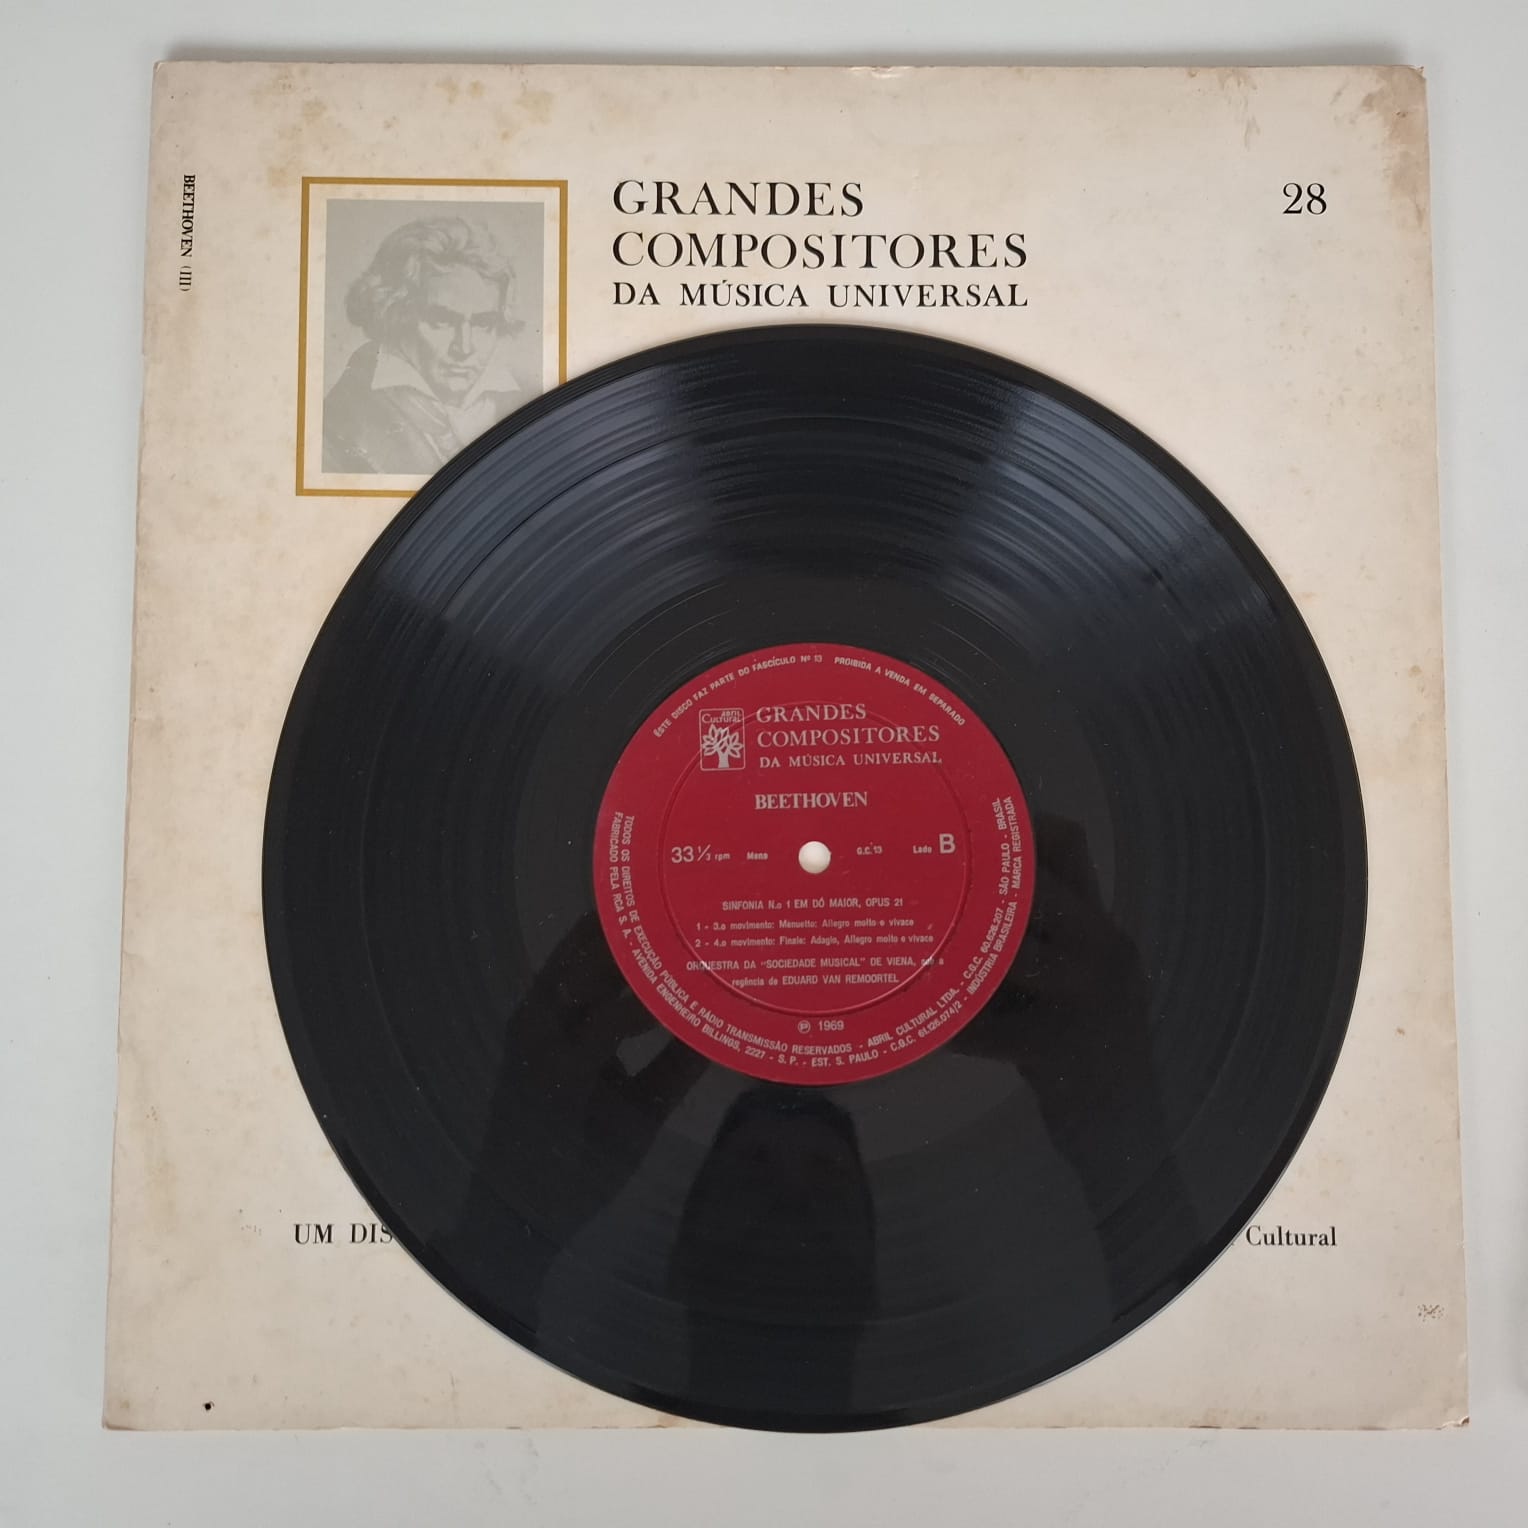 BEETHOVEN (III)
GRANDES
COMPOSITORES
DA MÚSICA UNIVERSAL
28
ÊSTE DISCO FAZ PARTE DO FASCÍCULO Nº 13 PROIBIDA A VENDA EM SEPARADO
ABRIL
CULTURAL
GRANDES
COMPOSITORES
DA MÚSICA UNIVERSAL
BEETHOVEN
33 1/3 rpm Mono G.C. 13 Lado B
SINFONIA N.o 1 EM DÓ MAIOR, OPUS 21
1 - 3.o movimento: Menuetto: Allegro molto e vivace
2 - 4.o movimento: Finale: Adagio, Allegro molto e vivace
ORQUESTRA DA "SOCIEDADE MUSICAL" DE VIENA, sob a
regência de EDUARD VAN REMOORTEL
℗ 1969
TODOS OS DIREITOS DE EXECUÇÃO PÚBLICA E RÁDIO TRANSMISSÃO RESERVADOS - ABRIL CULTURAL LTDA. - C.G.C. 60.626.207 - SÃO PAULO - BRASIL
FABRICADO PELA RCA S. A. - AVENIDA ENGENHEIRO BILLINGS, 2227 - S. P. - EST. S. PAULO - C.G.C. 61.126.074/2 - INDÚSTRIA BRASILEIRA - MARCA REGISTRADA
UM DIS
Cultural